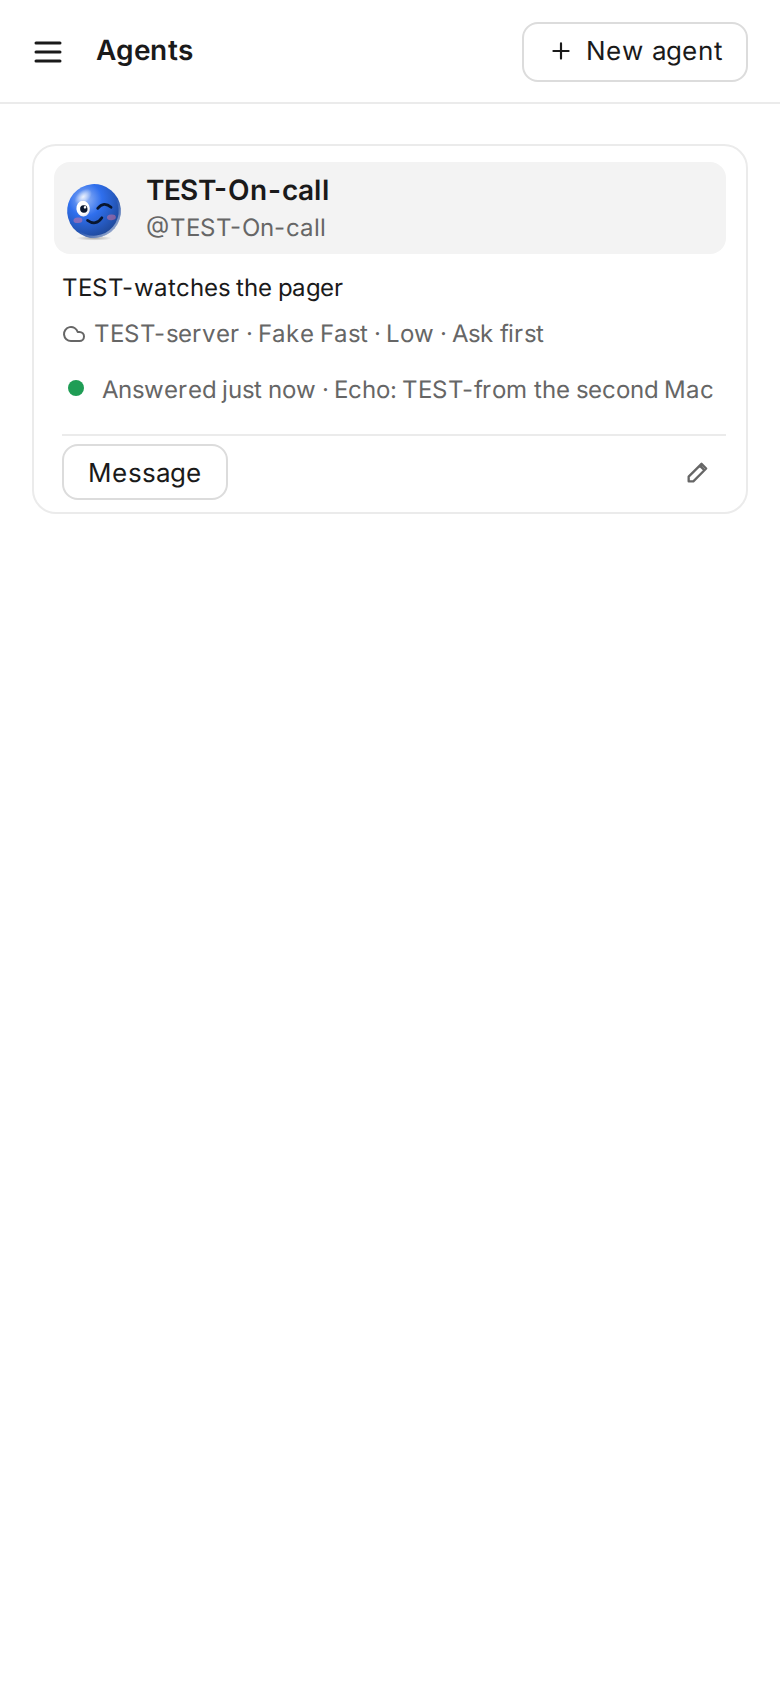 Agents
New agent
TEST-On-call
@TEST-On-call
TEST-watches the pager
TEST-server · Fake Fast · Low · Ask first
Answered just now · Echo: TEST-from the second Mac
Message